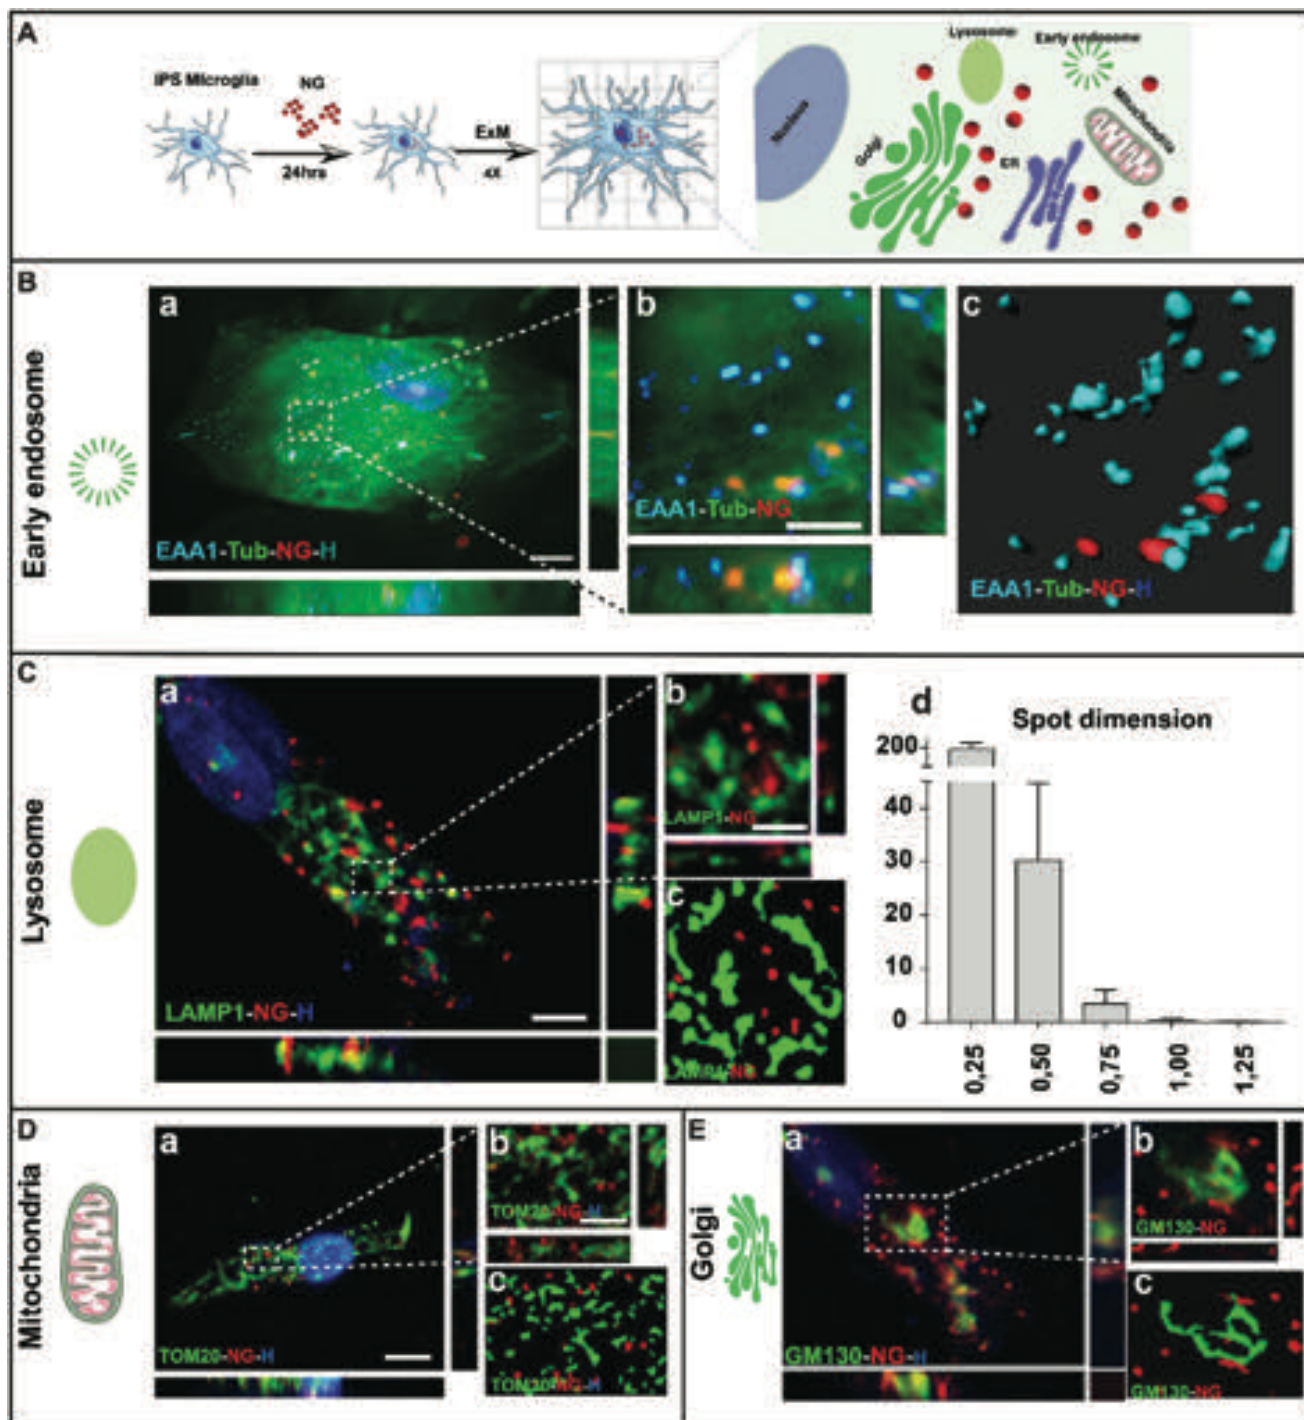 A
IPS Microglia
NG
24hrs
ExM
4X
Nucleus
Golgi
Lysosome
Early endosome
Mitochondria
ER
B
Early endosome
a
EAA1-Tub-NG-H
b
EAA1-Tub-NG
c
EAA1-Tub-NG-H
C
Lysosome
a
LAMP1-NG-H
b
LAMP1-NG
c
LAMP1-NG
d
Spot dimension
200
40
30
20
10
0
0,25
0,50
0,75
1,00
1,25
D
Mitochondria
a
TOM20-NG-H
b
TOM20-NG-H
c
TOM20-NG-H
E
Golgi
a
GM130-NG-H
b
GM130-NG
c
GM130-NG